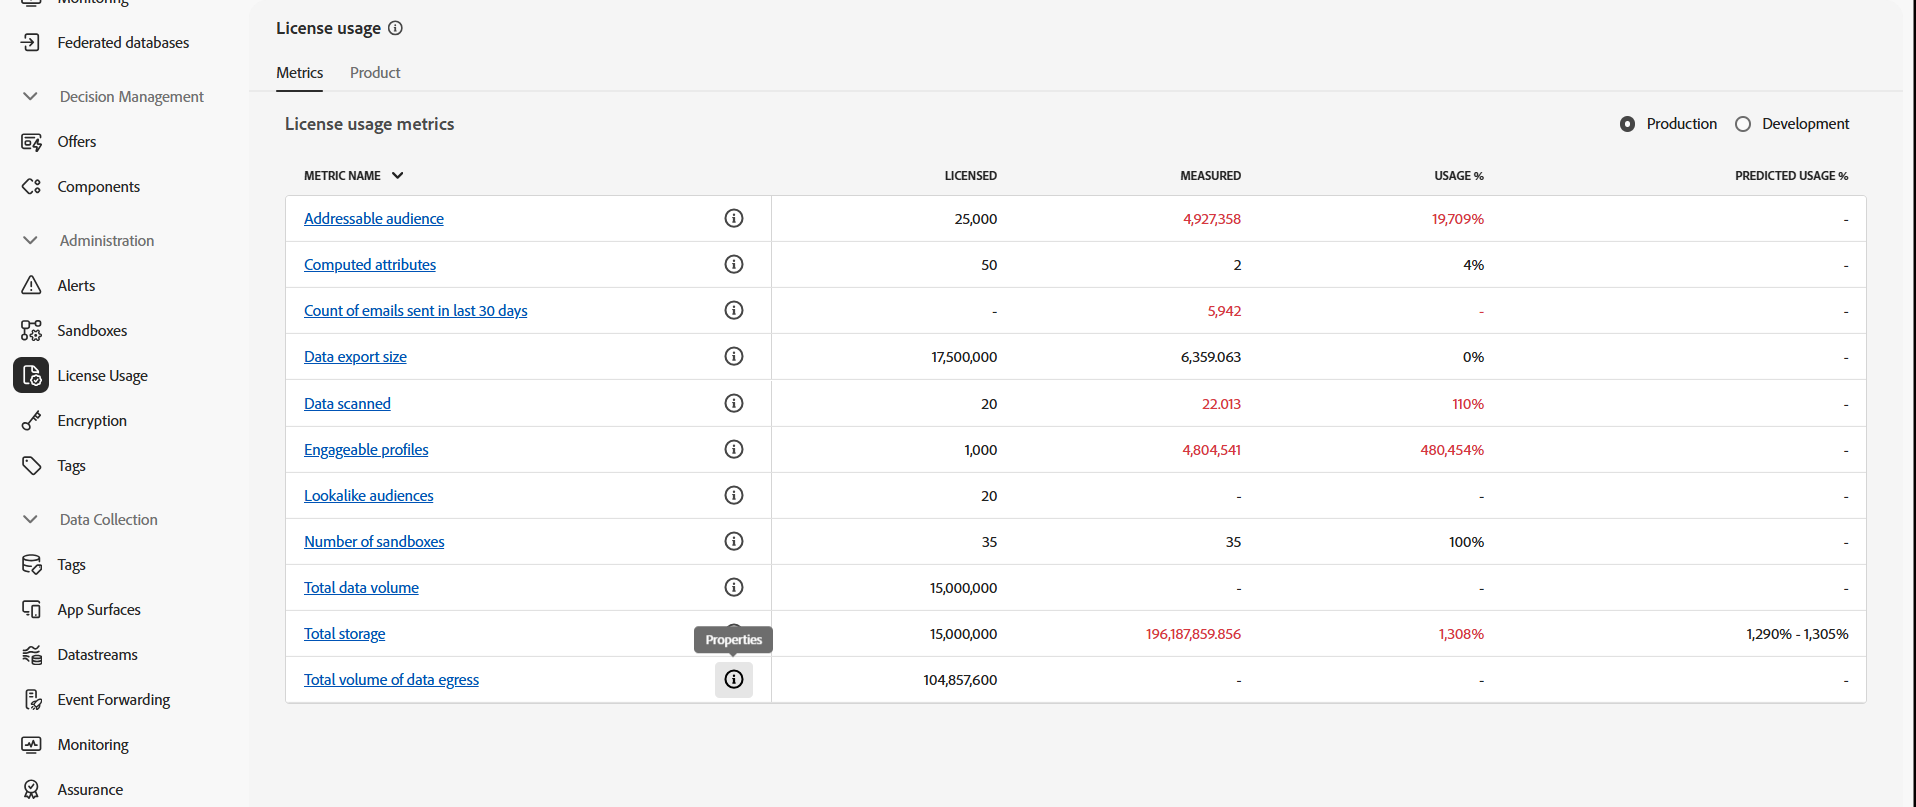 Monitoring
Federated databases
Decision Management
Offers
Components
Administration
Alerts
Sandboxes
License Usage
Encryption
Tags
Data Collection
Tags
App Surfaces
Datastreams
Event Forwarding
Monitoring
Assurance
License usage
Metrics Product
License usage metrics
Production Development
METRIC NAME LICENSED MEASURED USAGE % PREDICTED USAGE %
Addressable audience 25,000 4,927,358 19,709% -
Computed attributes 50 2 4% -
Count of emails sent in last 30 days - 5,942 - -
Data export size 17,500,000 6,359.063 0% -
Data scanned 20 22.013 110% -
Engageable profiles 1,000 4,804,541 480,454% -
Lookalike audiences 20 - - -
Number of sandboxes 35 35 100% -
Total data volume 15,000,000 - - -
Total storage 15,000,000 196,187,859.856 1,308% 1,290% - 1,305%
Properties
Total volume of data egress 104,857,600 - - -